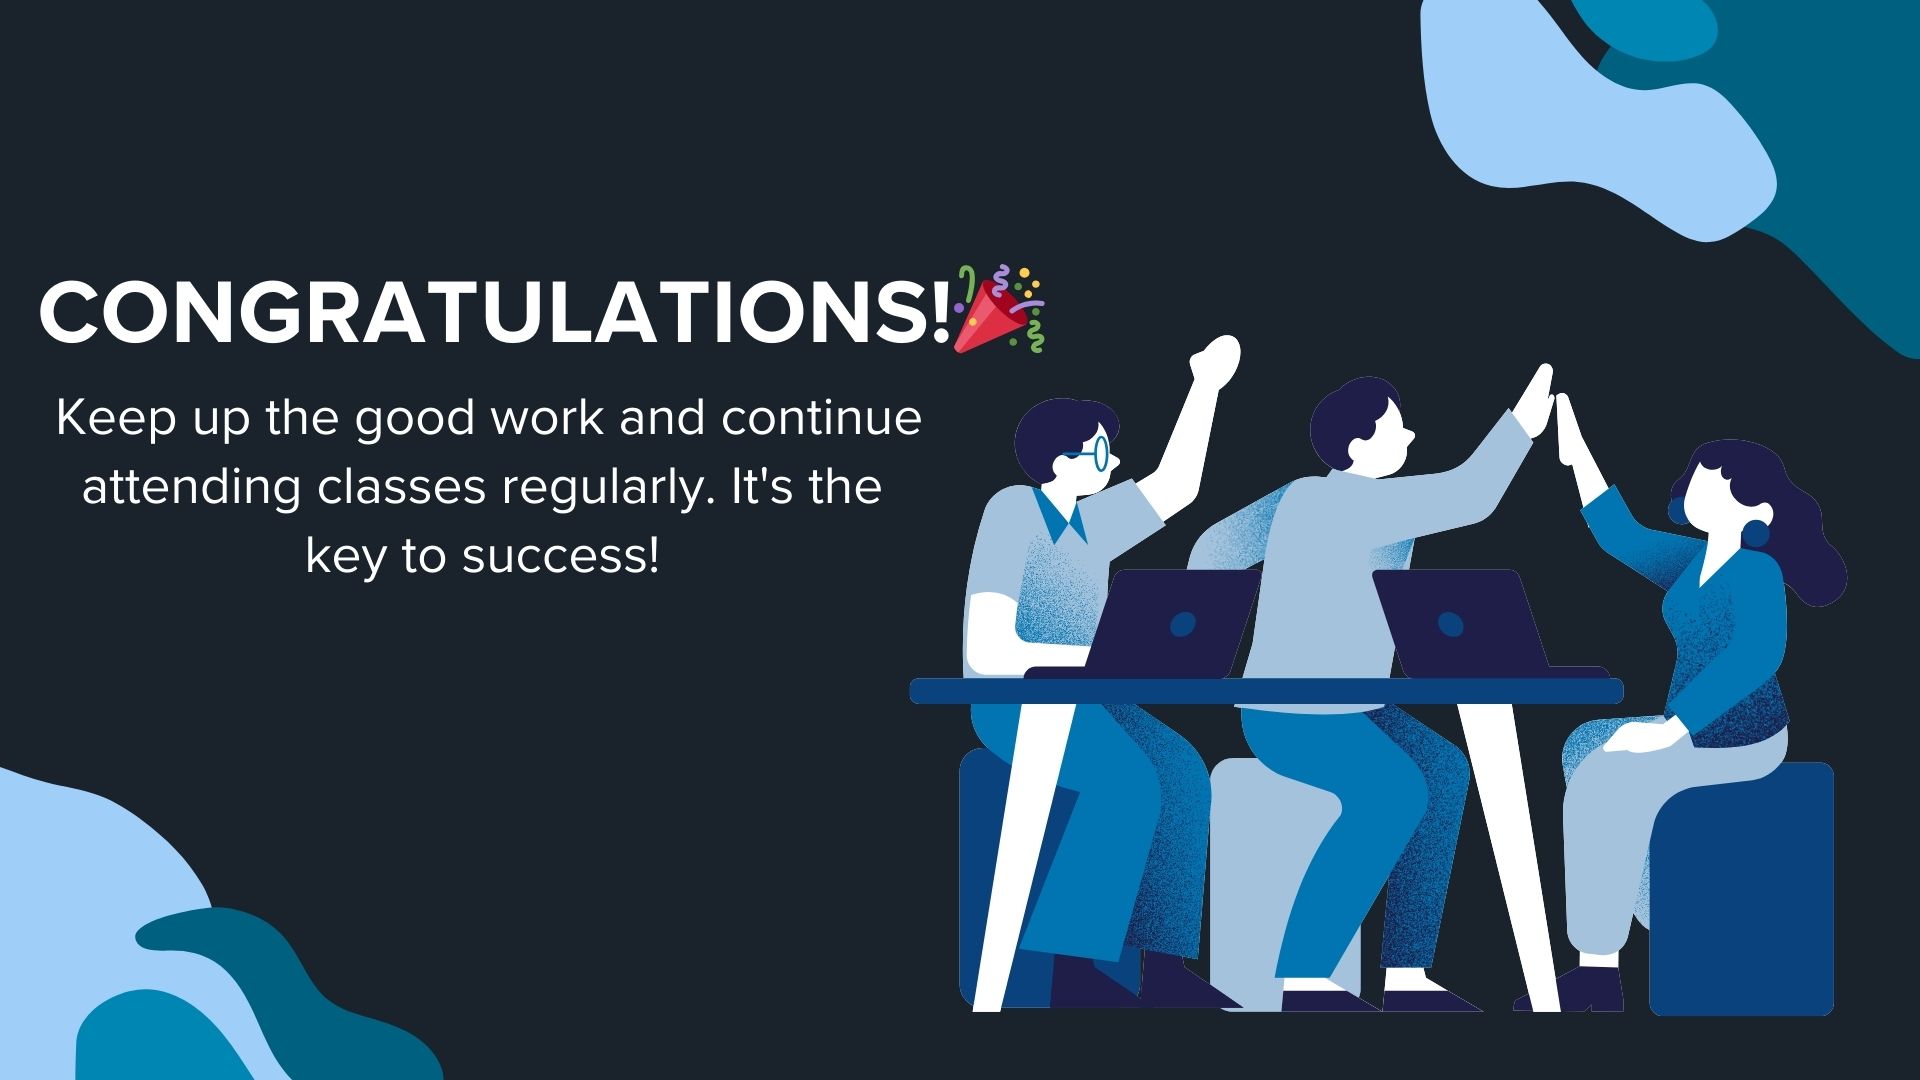 CONGRATULATIONS!🎉
Keep up the good work and continue
attending classes regularly. It's the
key to success!